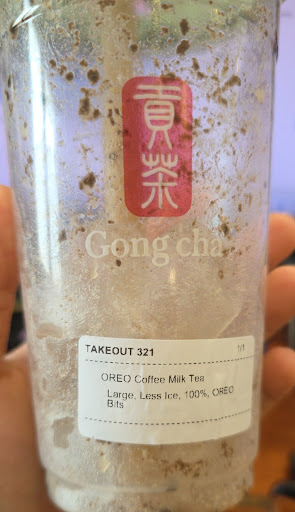 貢
茶
Gong cha
TAKEOUT 321 1/1
OREO Coffee Milk Tea
Large, Less Ice, 100%, OREO
Bits